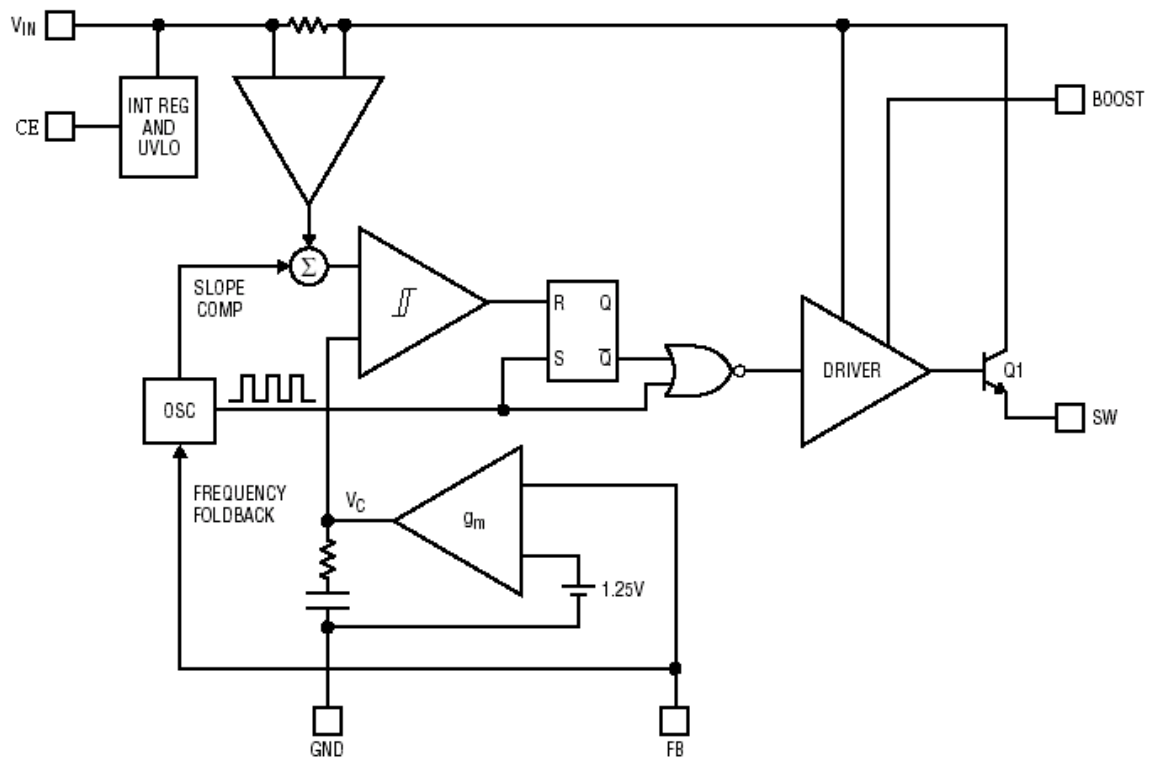 VIN
CE
INT REG
AND
UVLO
BOOST
Σ
SLOPE
COMP
R Q
S Q̅
DRIVER
Q1
OSC
SW
FREQUENCY
FOLDBACK
VC
gm
1.25V
GND
FB